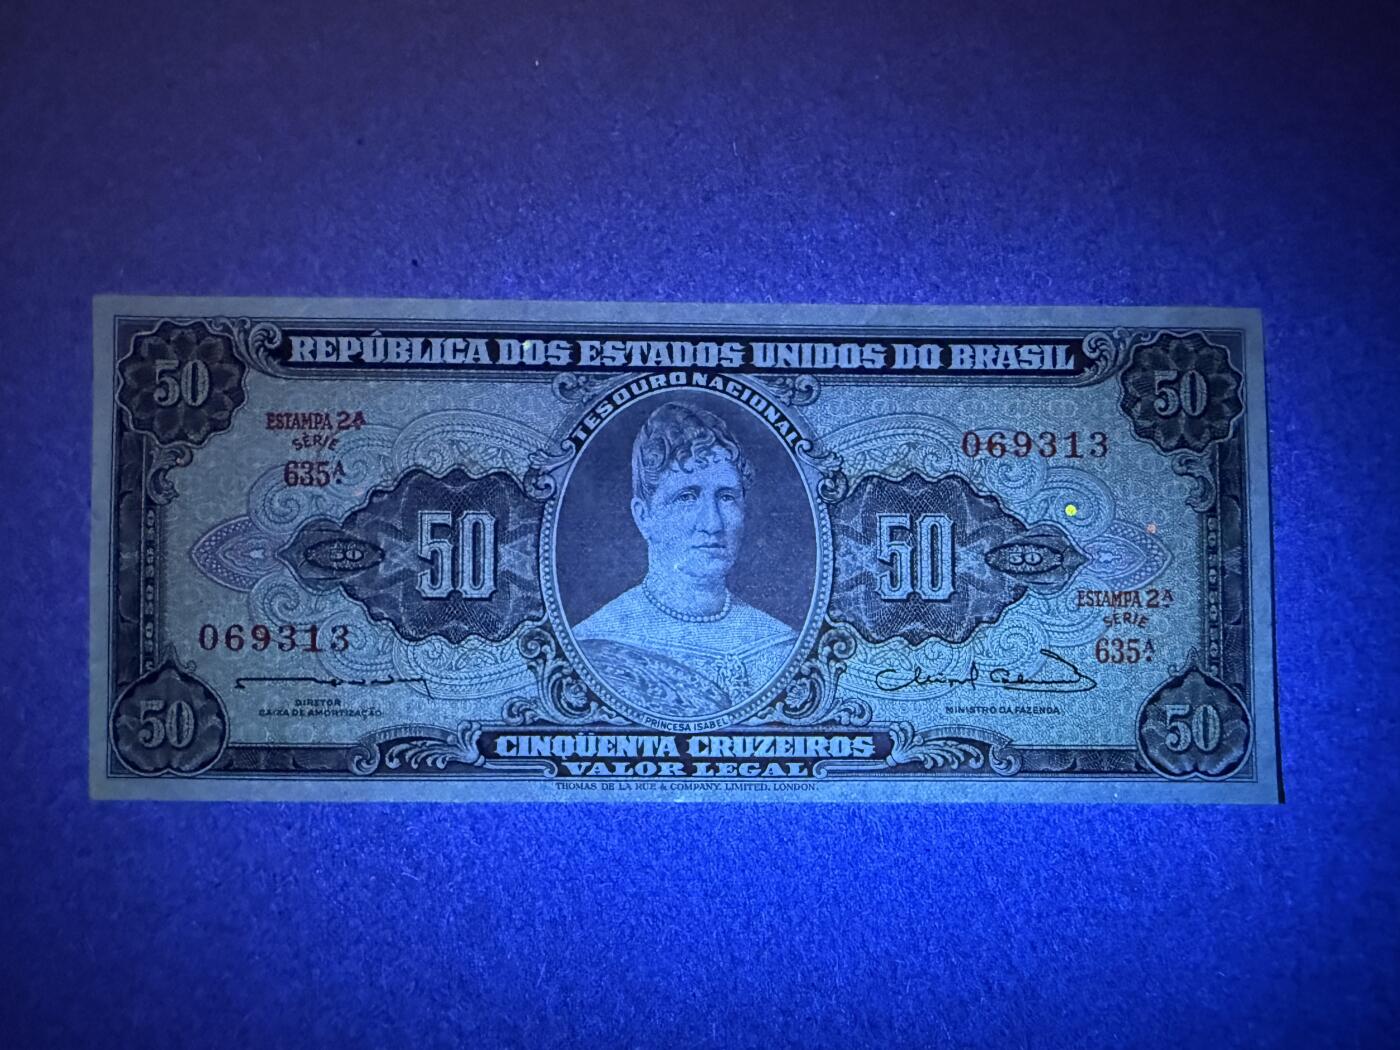 REPÚBLICA DOS ESTADOS UNIDOS DO BRASIL
50
50
TESOURO NACIONAL
ESTAMPA 2ª
SÉRIE
635ª
069313
50
50
50
50
069313
ESTAMPA 2ª
SÉRIE
635ª
DIRETOR
CAIXA DE AMORTIZAÇÃO
MINISTRO DA FAZENDA
PRINCESA ISABEL
50
50
CINQÜENTA CRUZEIROS
VALOR LEGAL
THOMAS DE LA RUE & COMPANY, LIMITED, LONDON.